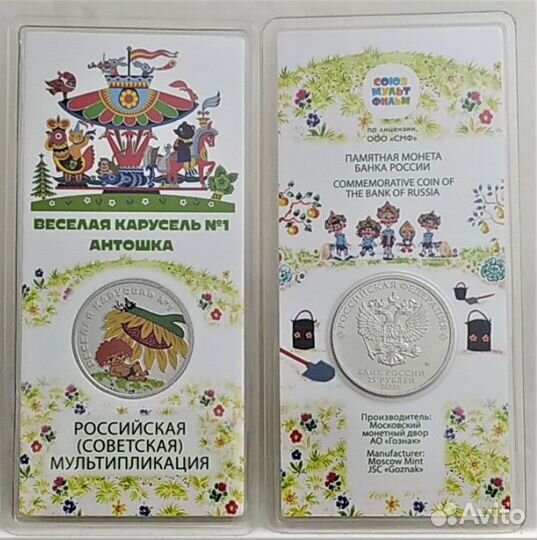 ВЕСЕЛАЯ КАРУСЕЛЬ №1
АНТОШКА
ВЕСЕЛАЯ КАРУСЕЛЬ №1
РОССИЙСКАЯ
(СОВЕТСКАЯ)
МУЛЬТИПЛИКАЦИЯ
СОЮЗ
МУЛЬТ
ФИЛЬМ
по лицензии
ООО «СМФ»
ПАМЯТНАЯ МОНЕТА
БАНКА РОССИИ
COMMEMORATIVE COIN OF
THE BANK OF RUSSIA
РОССИЙСКАЯ ФЕДЕРАЦИЯ
БАНК РОССИИ
25 РУБЛЕЙ
2022 г.
Производитель:
Московский
монетный двор
АО «Гознак»
Manufacturer:
Moscow Mint
JSC «Goznak»
Avito